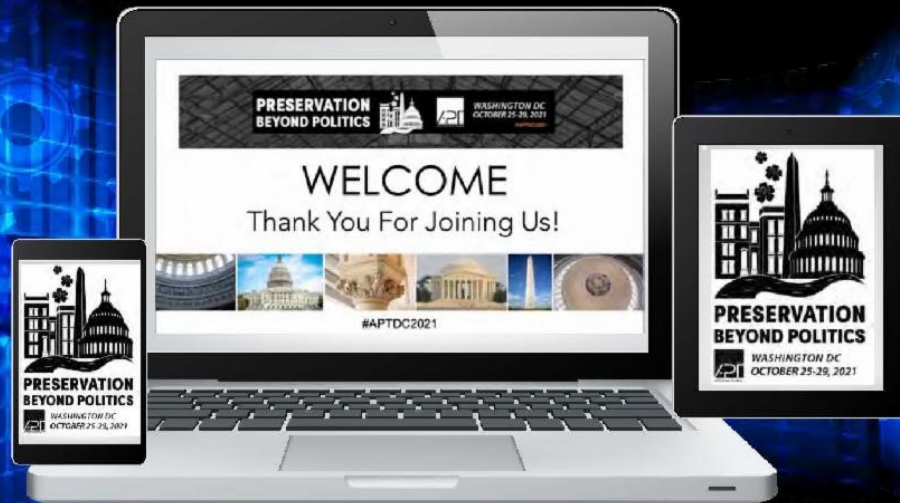 PRESERVATION
BEYOND POLITICS
APT
WASHINGTON DC
OCTOBER 25-29, 2021
WELCOME
Thank You For Joining Us!
#APTDC2021
PRESERVATION
BEYOND POLITICS
APT
WASHINGTON DC
OCTOBER 25-29, 2021
PRESERVATION
BEYOND POLITICS
APT
WASHINGTON DC
OCTOBER 25-29, 2021